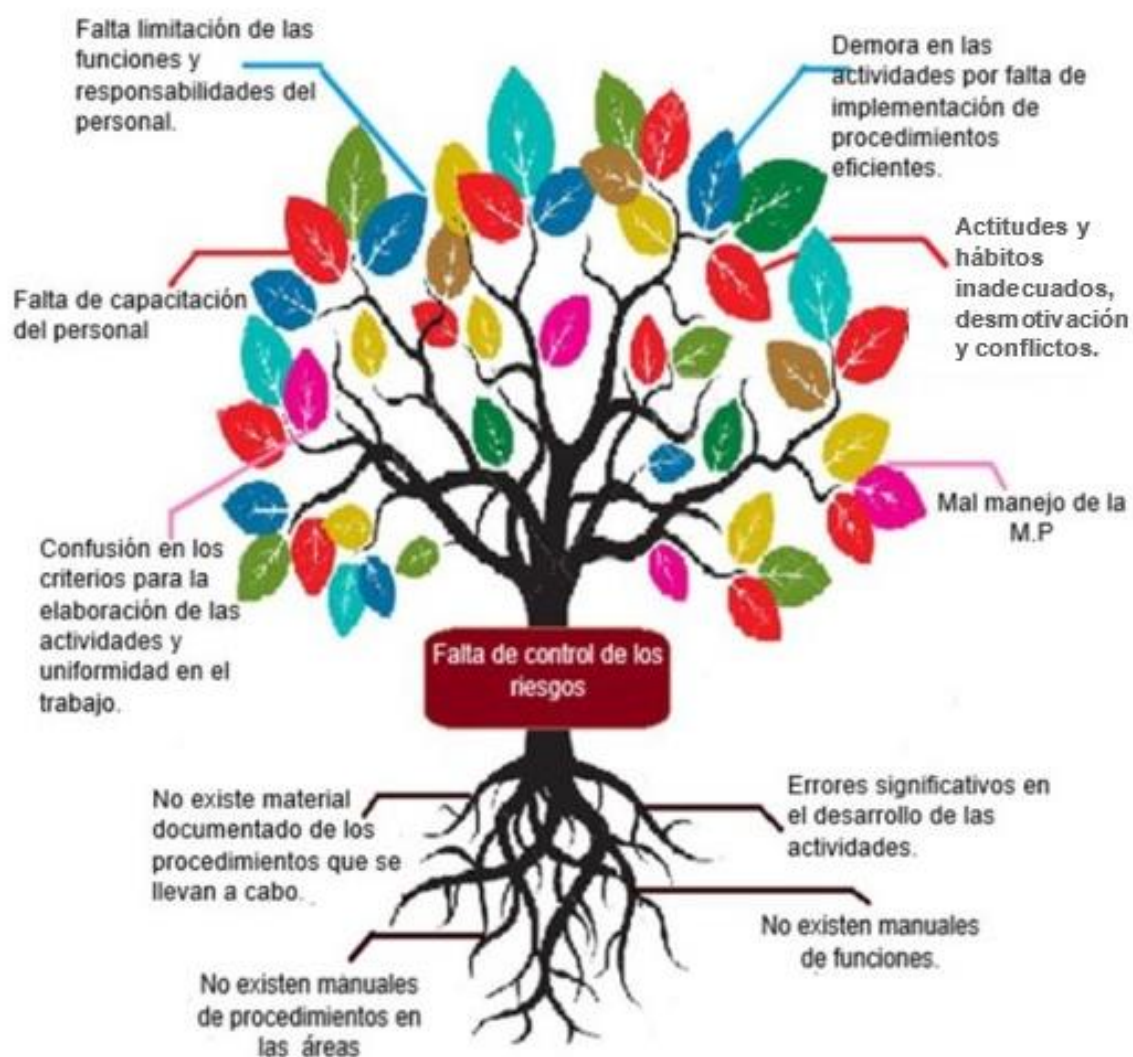 Falta limitación de las
funciones y
responsabilidades del
personal.
Demora en las
actividades por falta de
implementación de
procedimientos
eficientes.
Falta de capacitación
del personal
Actitudes y
hábitos
inadecuados,
desmotivación
y conflictos.
Confusión en los
criterios para la
elaboración de las
actividades y
uniformidad en el
trabajo.
Mal manejo de la
M.P
Falta de control de los
riesgos
No existe material
documentado de los
procedimientos que se
llevan a cabo.
Errores significativos en
el desarrollo de las
actividades.
No existen manuales
de procedimientos en
las áreas
No existen manuales
de funciones.